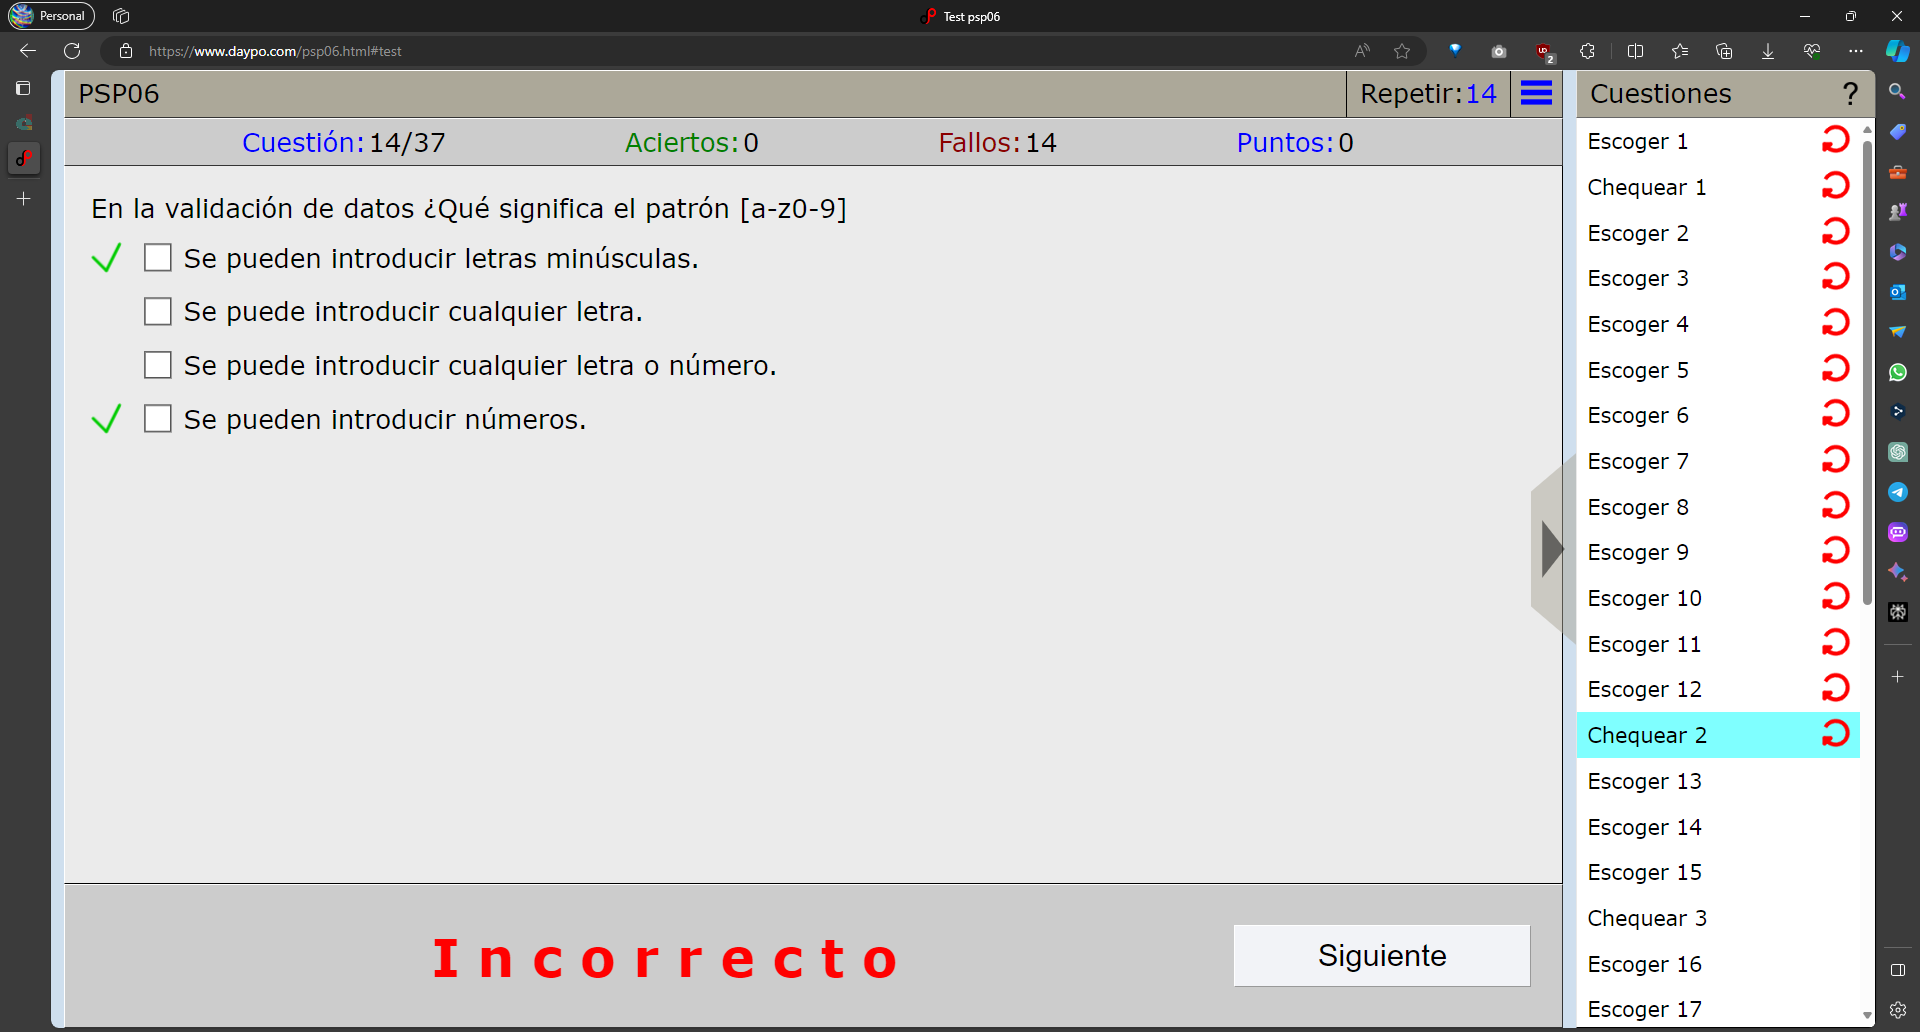 Personal
Test psp06
https://www.daypo.com/psp06.html#test
2
PSP06
Repetir:14
Cuestiones
?
Cuestión:14/37
Aciertos:0
Fallos:14
Puntos:0
En la validación de datos ¿Qué significa el patrón [a-z0-9]
Se pueden introducir letras minúsculas.
Se puede introducir cualquier letra.
Se puede introducir cualquier letra o número.
Se pueden introducir números.
Incorrecto
Siguiente
Escoger 1
Chequear 1
Escoger 2
Escoger 3
Escoger 4
Escoger 5
Escoger 6
Escoger 7
Escoger 8
Escoger 9
Escoger 10
Escoger 11
Escoger 12
Chequear 2
Escoger 13
Escoger 14
Escoger 15
Chequear 3
Escoger 16
Escoger 17